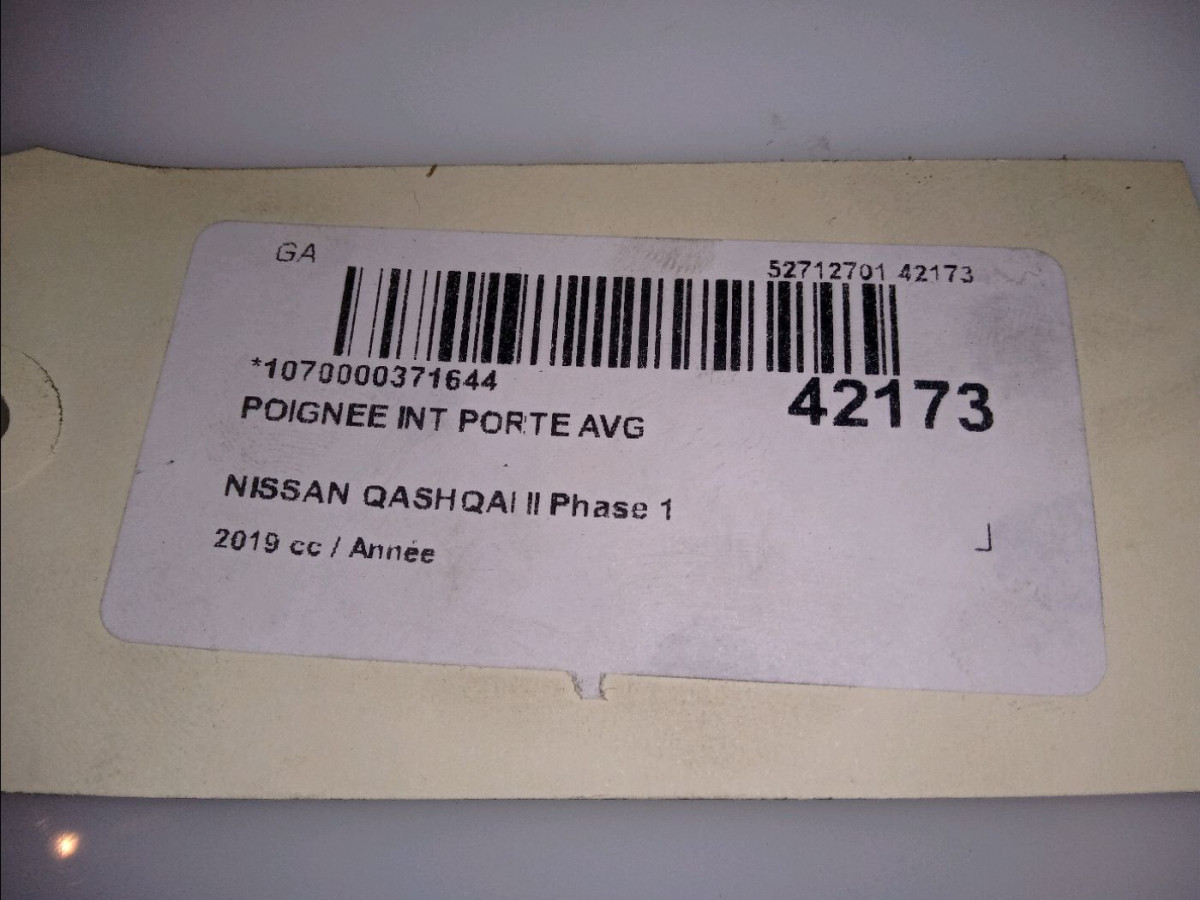 GA
52712701 42173
*1070000371644
42173
POIGNEE INT PORTE AVG
NISSAN QASHQAI II Phase 1
2019 cc / Année